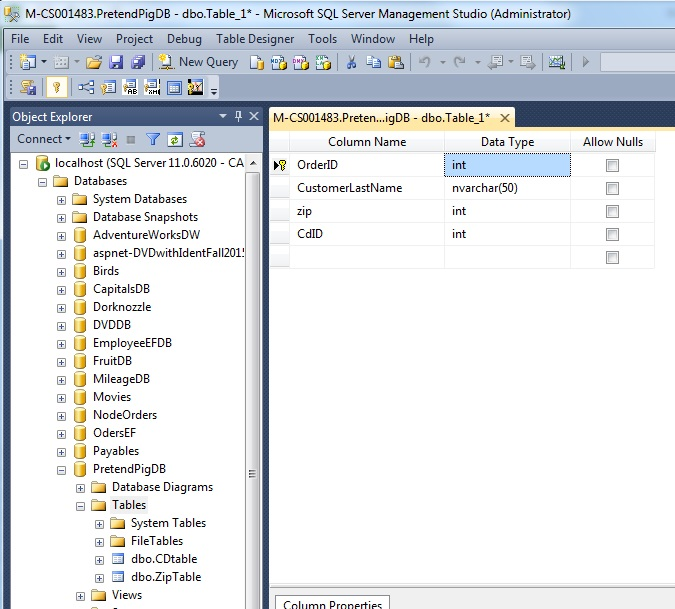 M-CS001483.PretendPigDB - dbo.Table_1* - Microsoft SQL Server Management Studio (Administrator)
File Edit View Project Debug Table Designer Tools Window Help
New Query
Object Explorer
Connect
localhost (SQL Server 11.0.6020 - CA
Databases
System Databases
Database Snapshots
AdventureWorksDW
aspnet-DVDwithIdentFall2015
Birds
CapitalsDB
Dorknozzle
DVDDB
EmployeeEFDB
FruitDB
MileageDB
Movies
NodeOrders
OdersEF
Payables
PretendPigDB
Database Diagrams
Tables
System Tables
FileTables
dbo.CDtable
dbo.ZipTable
Views
M-CS001483.Preten...igDB - dbo.Table_1*
Column Name Data Type Allow Nulls
OrderID int
CustomerLastName nvarchar(50)
zip int
CdID int
Column Properties